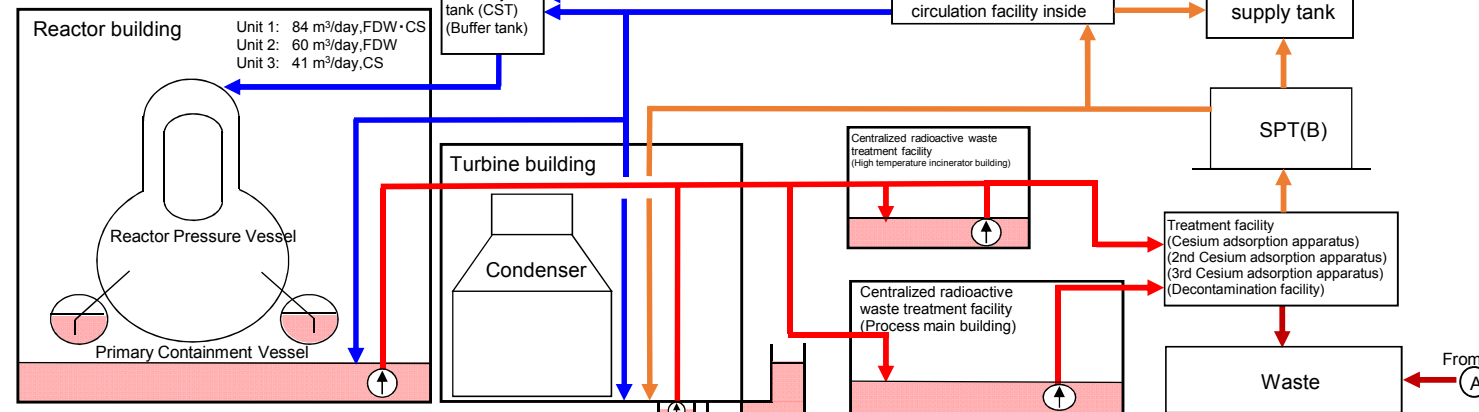 Reactor building
Unit 1: 84 m³/day,FDW・CS
Unit 2: 60 m³/day,FDW
Unit 3: 41 m³/day,CS
tank (CST)
(Buffer tank)
circulation facility inside
supply tank
SPT(B)
Turbine building
Condenser
Centralized radioactive waste
treatment facility
(High temperature incinerator building)
Reactor Pressure Vessel
Primary Containment Vessel
Centralized radioactive
waste treatment facility
(Process main building)
Treatment facility
(Cesium adsorption apparatus)
(2nd Cesium adsorption apparatus)
(3rd Cesium adsorption apparatus)
(Decontamination facility)
Waste
From
A